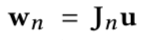 𝐰ₙ = 𝐉ₙ𝐮